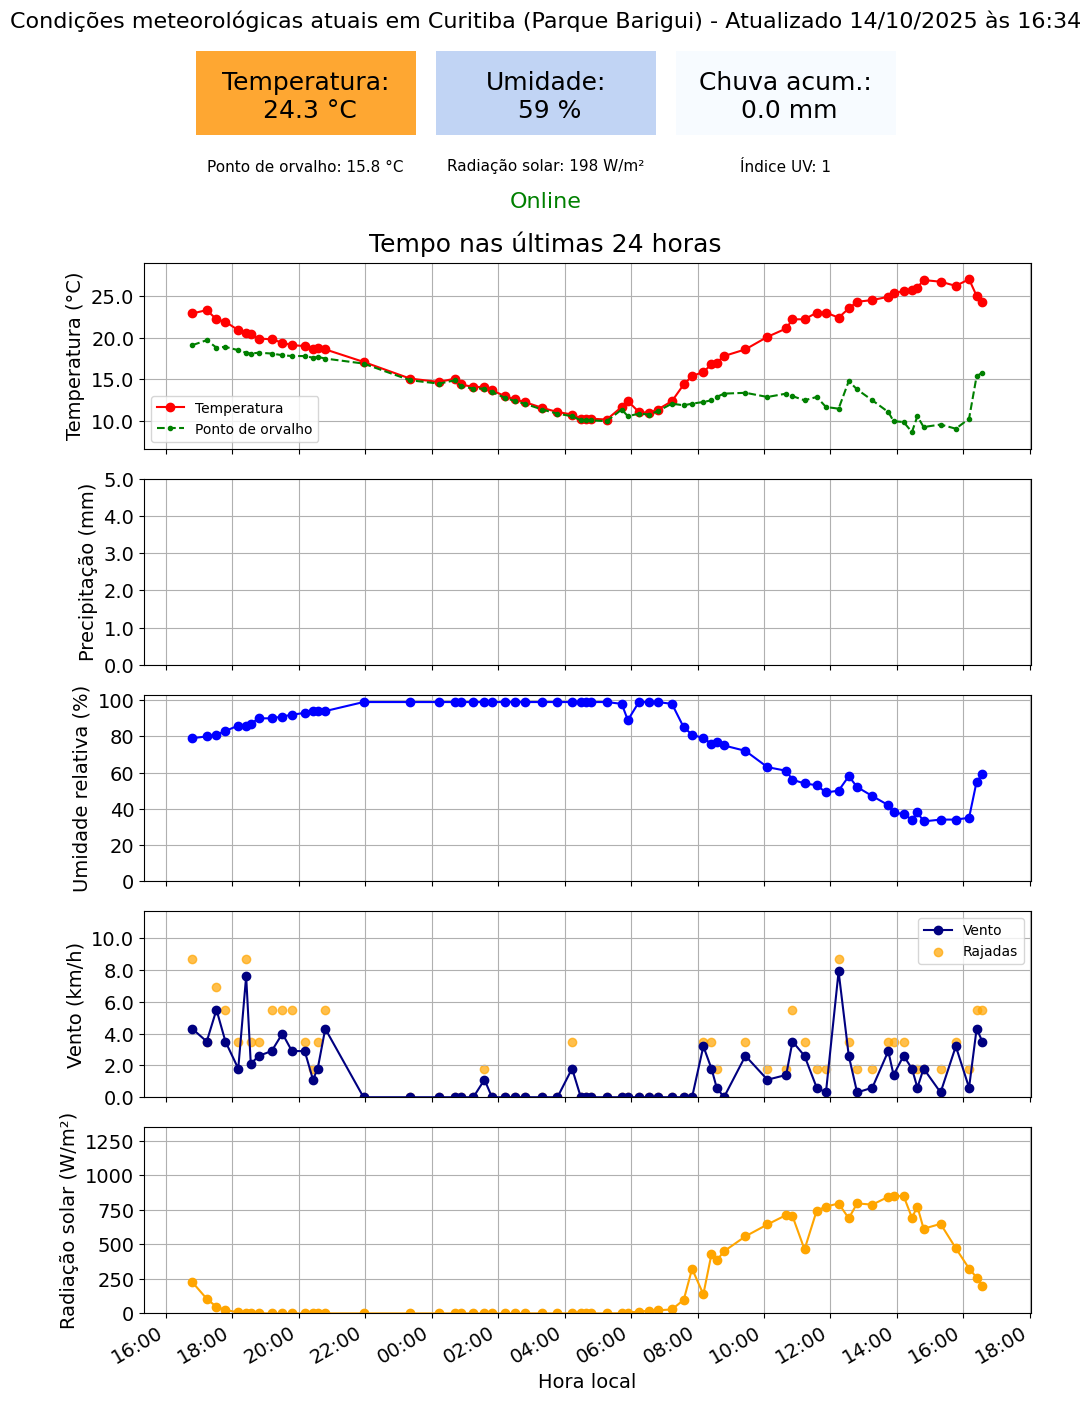 Condições meteorológicas atuais em Curitiba (Parque Barigui) - Atualizado 14/10/2025 às 16:34
Temperatura:
24.3 °C
Umidade:
59 %
Chuva acum.:
0.0 mm
Ponto de orvalho: 15.8 °C
Radiação solar: 198 W/m²
Índice UV: 1
Online
Tempo nas últimas 24 horas
Temperatura (°C)
25.0
20.0
15.0
10.0
Temperatura
Ponto de orvalho
Precipitação (mm)
5.0
4.0
3.0
2.0
1.0
0.0
Umidade relativa (%)
100
80
60
40
20
0
Vento (km/h)
10.0
8.0
6.0
4.0
2.0
0.0
Vento
Rajadas
Radiação solar (W/m²)
1250
1000
750
500
250
0
16:00
18:00
20:00
22:00
00:00
02:00
04:00
06:00
08:00
10:00
12:00
14:00
16:00
18:00
Hora local